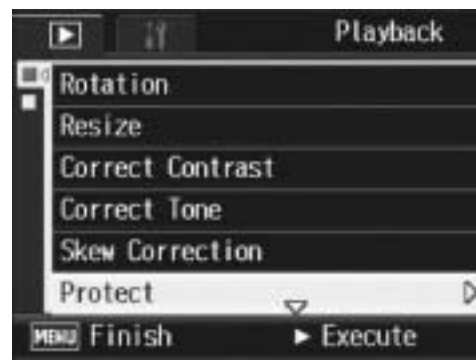 Playback
Rotation
Resize
Correct Contrast
Correct Tone
Skew Correction
Protect
MENU Finish ► Execute